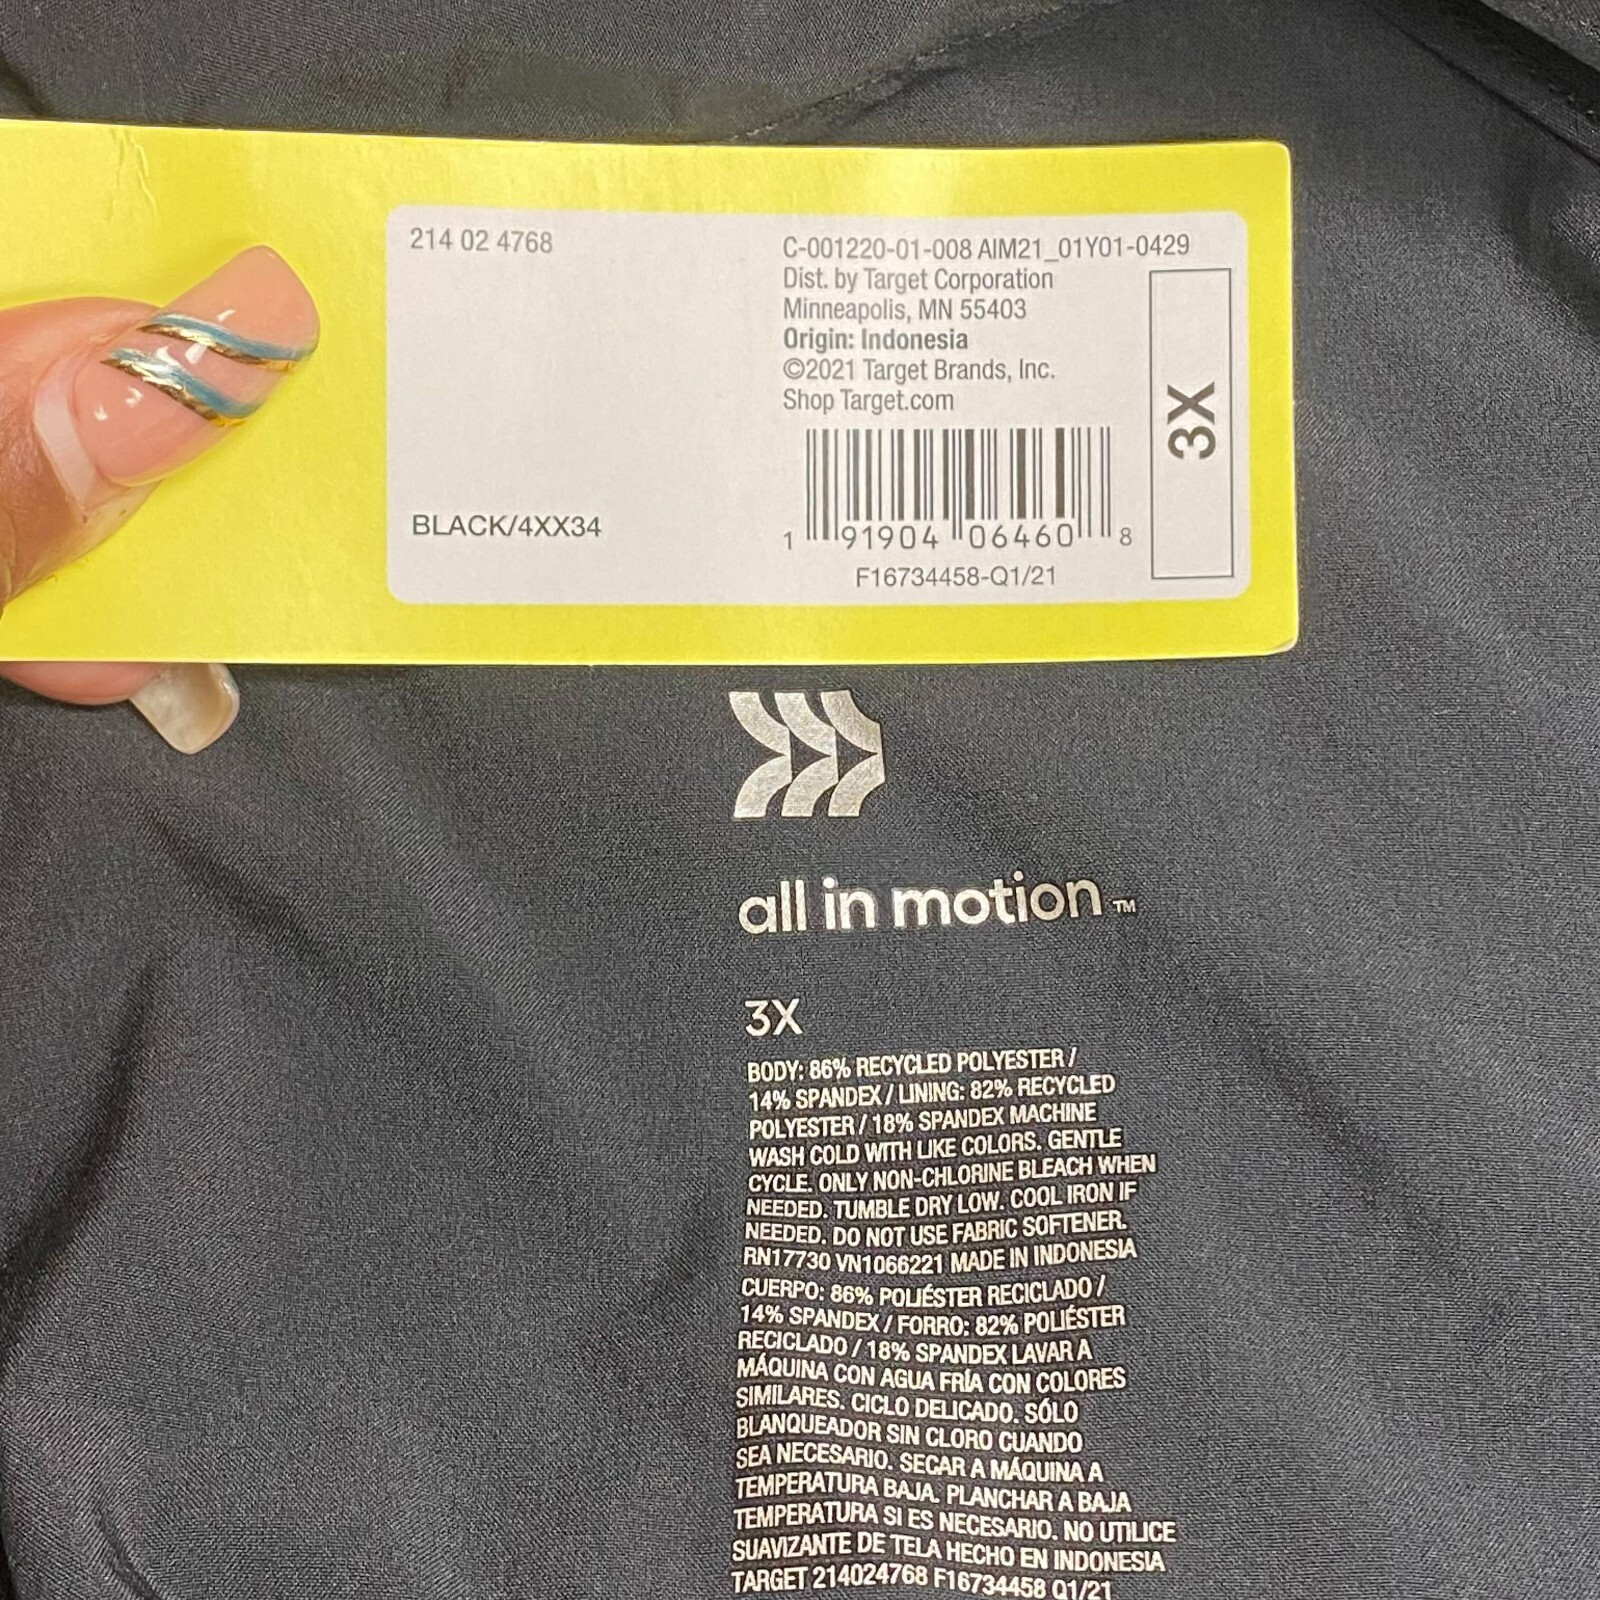 214 02 4768
C-001220-01-008 AIM21_01Y01-0429
Dist. by Target Corporation
Minneapolis, MN 55403
Origin: Indonesia
©2021 Target Brands, Inc.
Shop Target.com
3X
BLACK/4XX34
1 91904 06460 8
F16734458-Q1/21
all in motion™
3X
BODY: 86% RECYCLED POLYESTER /
14% SPANDEX / LINING: 82% RECYCLED
POLYESTER / 18% SPANDEX MACHINE
WASH COLD WITH LIKE COLORS. GENTLE
CYCLE. ONLY NON-CHLORINE BLEACH WHEN
NEEDED. TUMBLE DRY LOW. COOL IRON IF
NEEDED. DO NOT USE FABRIC SOFTENER.
RN17730 VN1066221 MADE IN INDONESIA
CUERPO: 86% POLIÉSTER RECICLADO /
14% SPANDEX / FORRO: 82% POLIÉSTER
RECICLADO / 18% SPANDEX LAVAR A
MÁQUINA CON AGUA FRÍA CON COLORES
SIMILARES. CICLO DELICADO. SÓLO
BLANQUEADOR SIN CLORO CUANDO
SEA NECESARIO. SECAR A MÁQUINA A
TEMPERATURA BAJA. PLANCHAR A BAJA
TEMPERATURA SI ES NECESARIO. NO UTILICE
SUAVIZANTE DE TELA HECHO EN INDONESIA
TARGET 214024768 F16734458 Q1/21